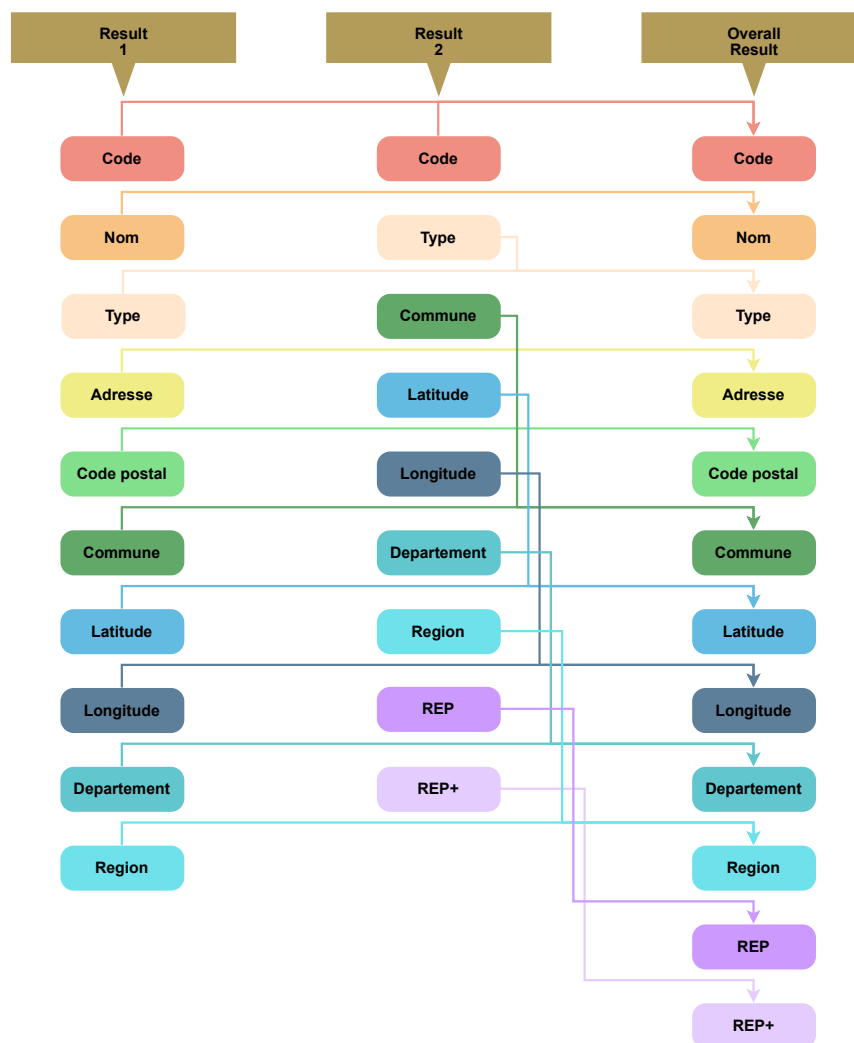 Result
1
Result
2
Overall
Result
Code
Code
Code
Nom
Type
Nom
Type
Commune
Type
Adresse
Latitude
Adresse
Code postal
Longitude
Code postal
Commune
Departement
Commune
Latitude
Region
Latitude
Longitude
REP
Longitude
Departement
REP+
Departement
Region
Region
REP
REP+